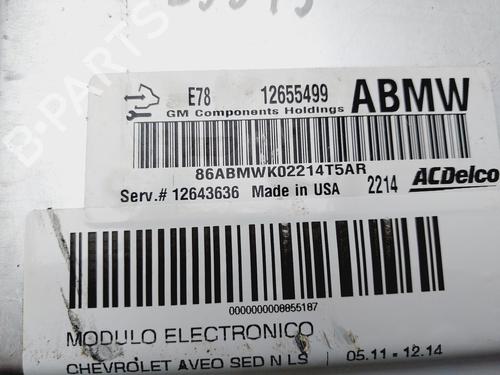 E78 12655499 ABMW
GM Components Holdings
86ABMWK02214T5AR
Serv.# 12643636 Made in USA 2214 ACDelco
0000000008855187
MODULO ELECTRONICO
CHEVROLET AVEO SED N LS | 05.11 - 12.14
B-PARTS